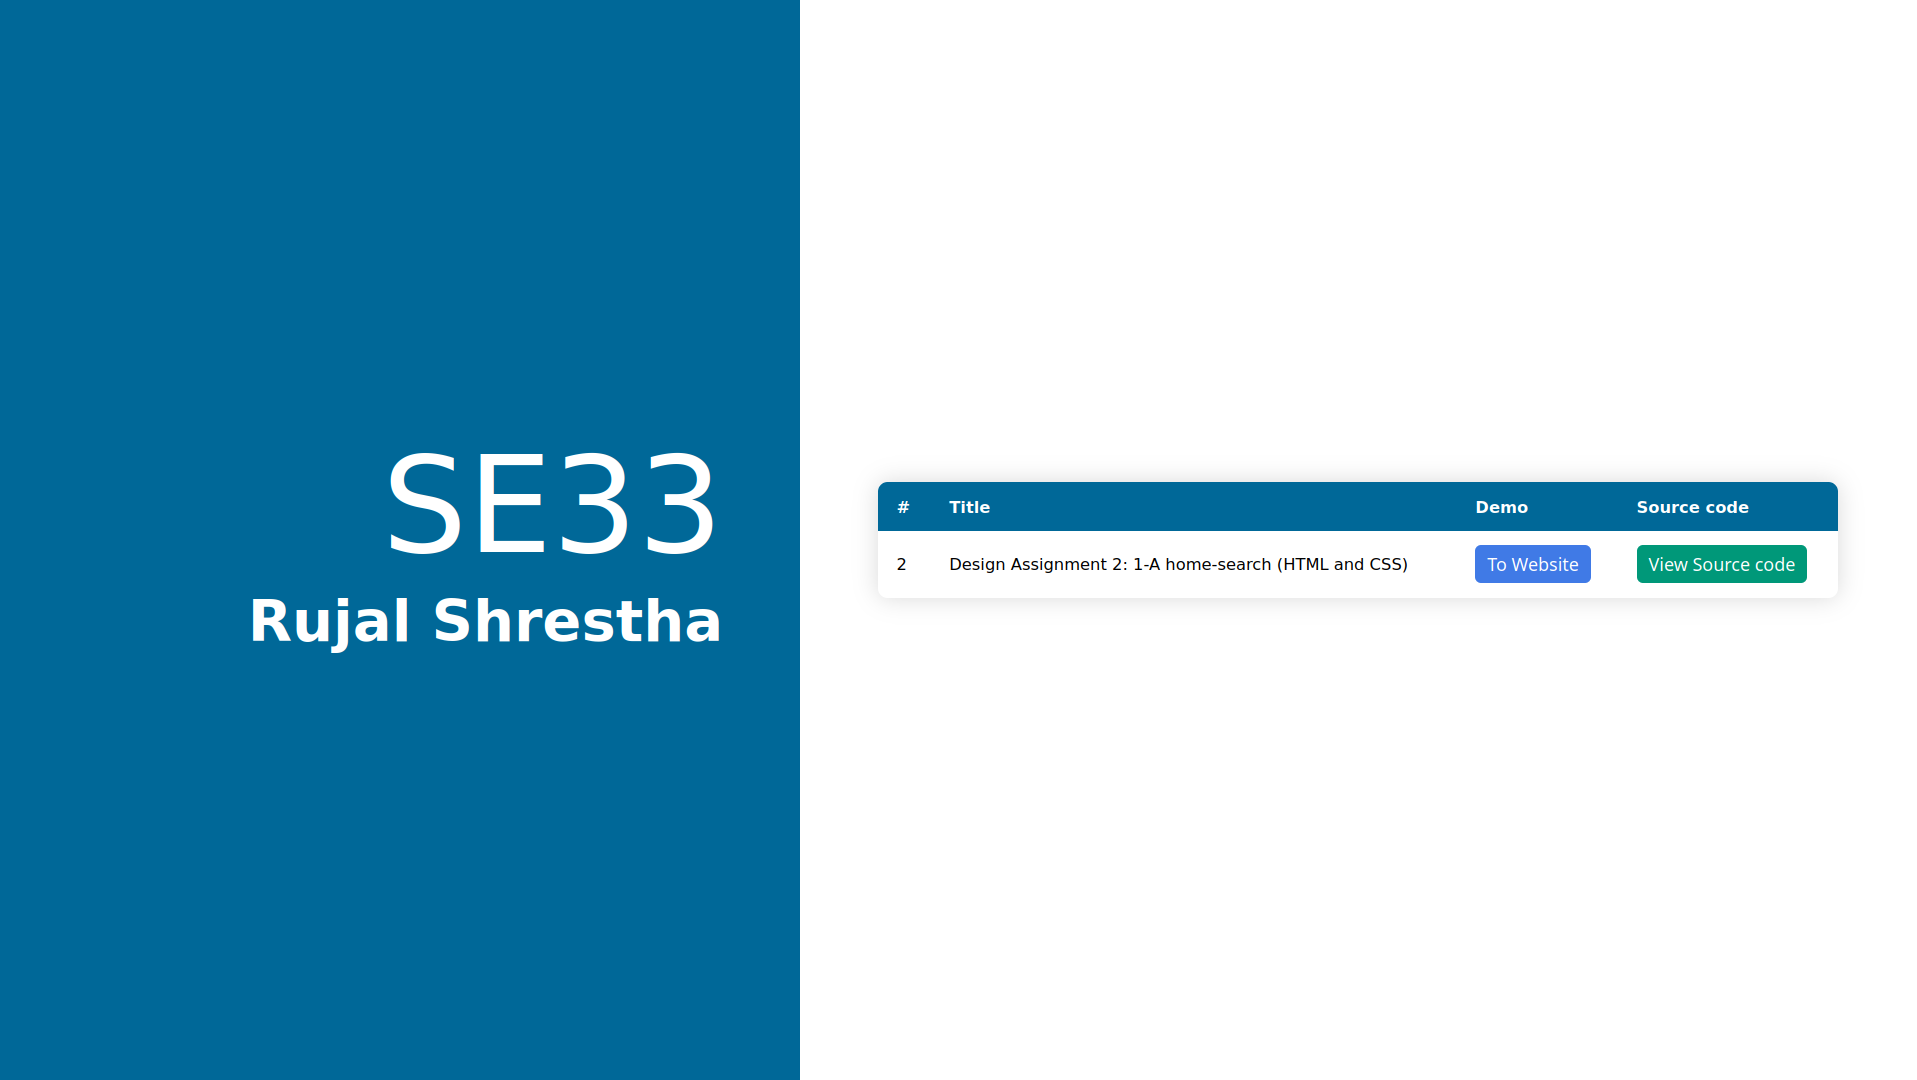 SE33
Rujal Shrestha
# Title Demo Source code
2 Design Assignment 2: 1-A home-search (HTML and CSS) To Website View Source code